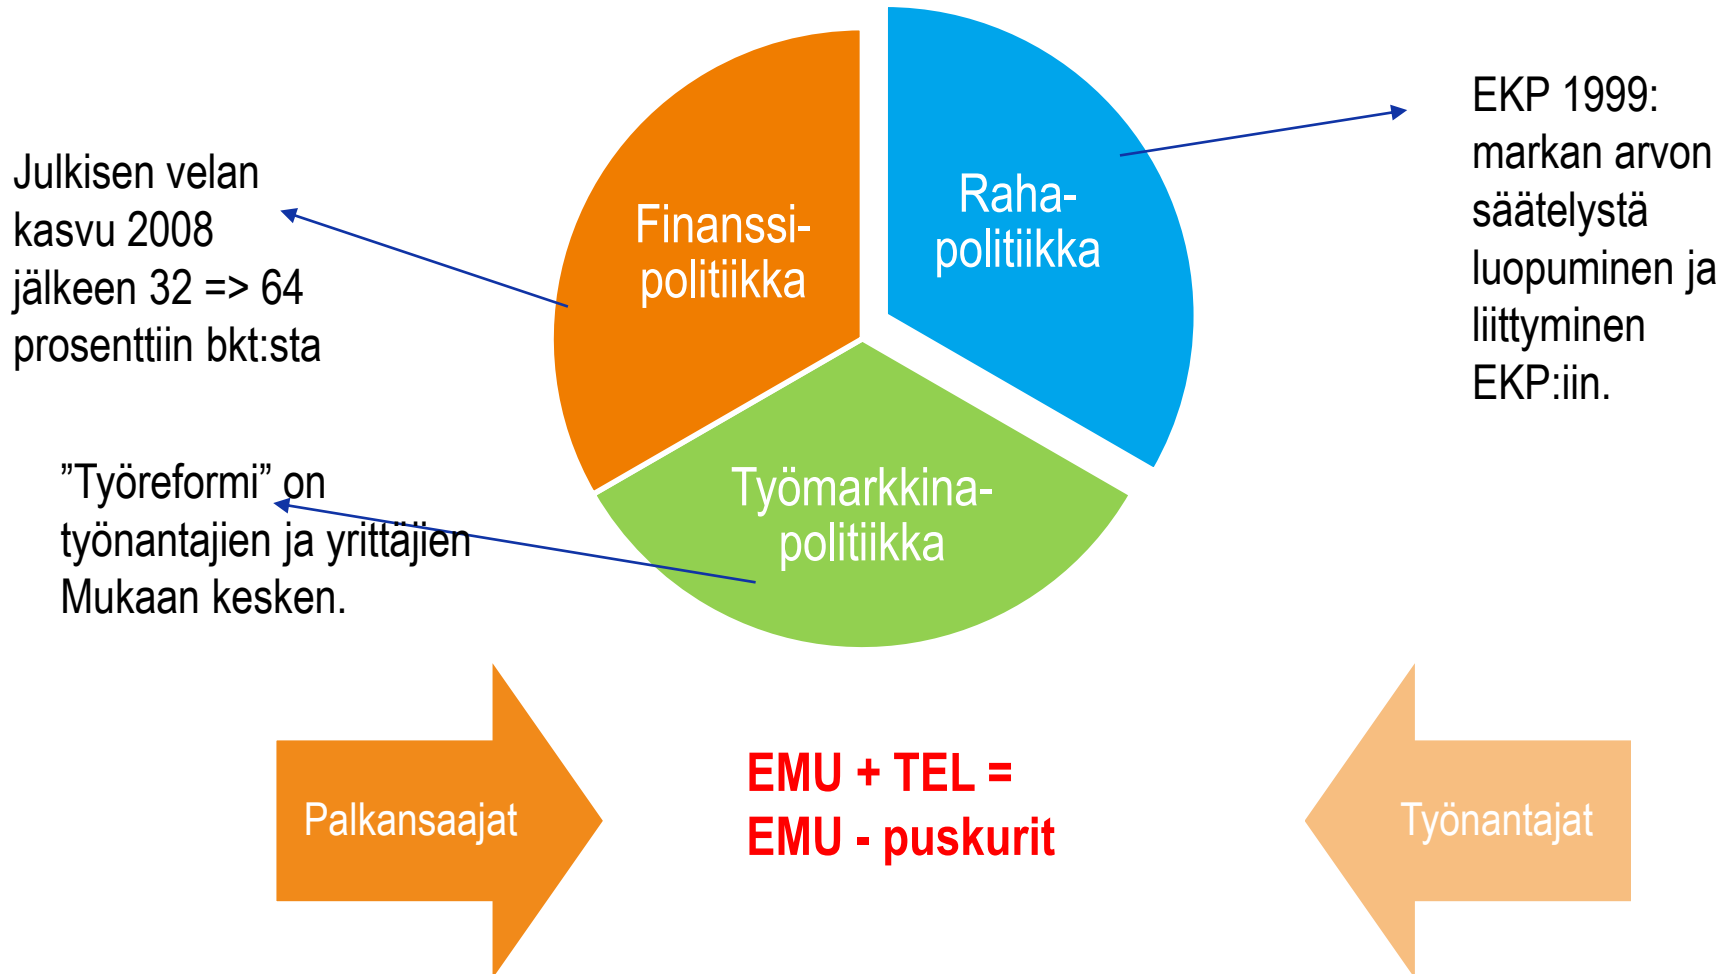 Julkisen velan
kasvu 2008
jälkeen 32 => 64
prosenttiin bkt:sta
Finanssi-
politiikka
Raha-
politiikka
EKP 1999:
markan arvon
säätelystä
luopuminen ja
liittyminen
EKP:iin.
”Työreformi” on
työnantajien ja yrittäjien
Mukaan kesken.
Työmarkkina-
politiikka
Palkansaajat
EMU + TEL =
EMU - puskurit
Työnantajat